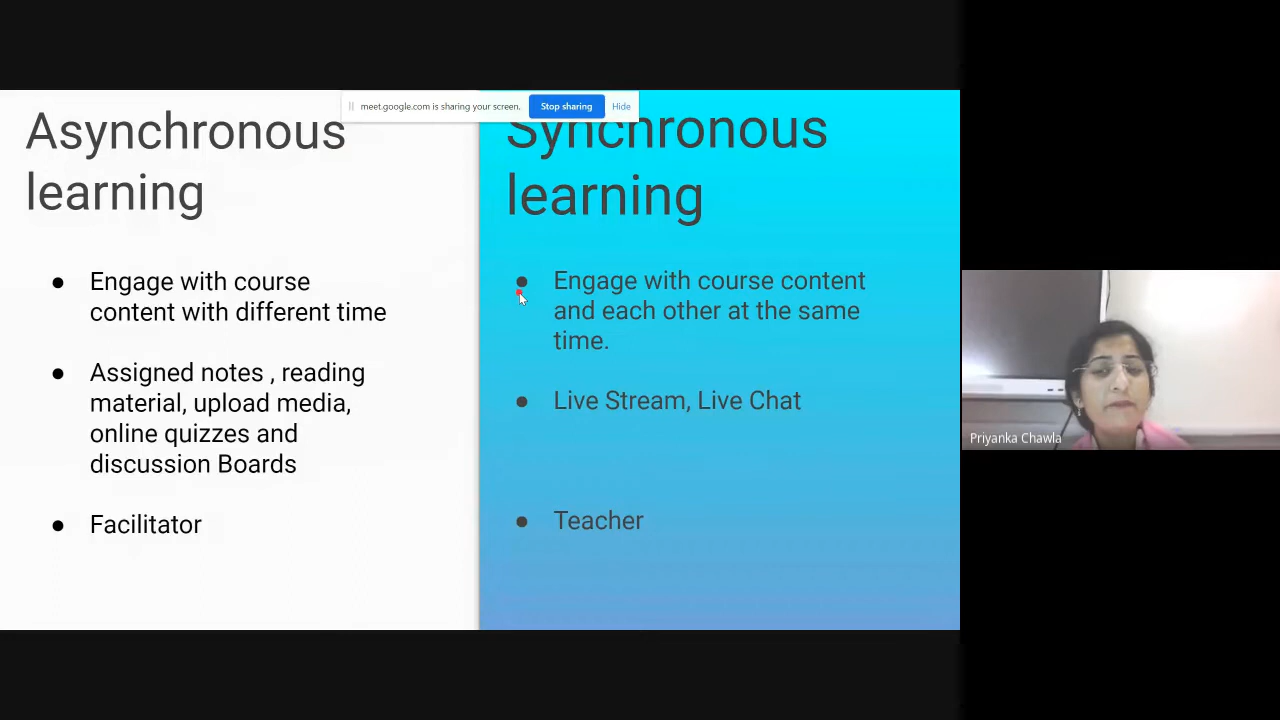 meet.google.com is sharing your screen. Stop sharing Hide
Asynchronous
learning
● Engage with course
content with different time
● Assigned notes , reading
material, upload media,
online quizzes and
discussion Boards
● Facilitator
Synchronous
learning
● Engage with course content
and each other at the same
time.
● Live Stream, Live Chat
● Teacher
Priyanka Chawla